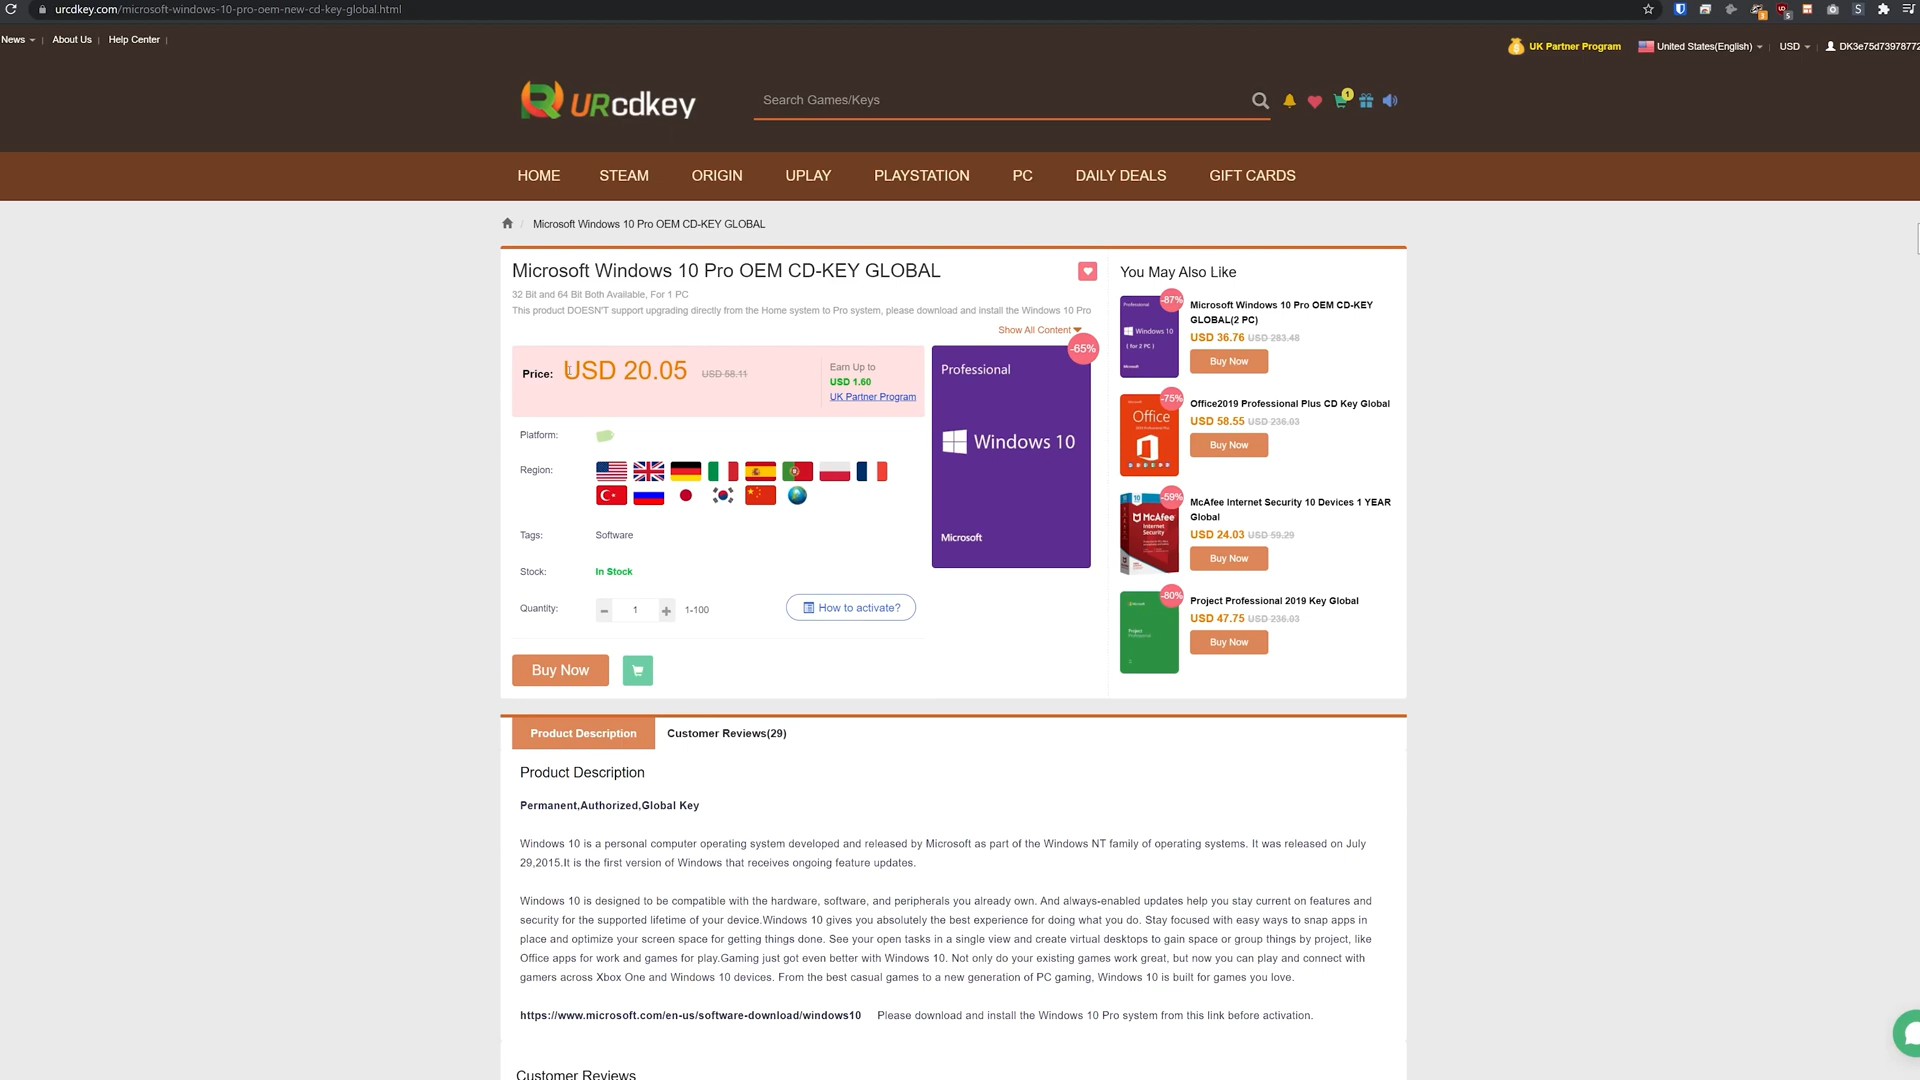 urcdkey.com/microsoft-windows-10-pro-oem-new-cd-key-global.html
News | About Us | Help Center |
UK Partner Program United States(English) | USD | DK3e75d73978772
URcdkey
Search Games/Keys
1
HOME STEAM ORIGIN UPLAY PLAYSTATION PC DAILY DEALS GIFT CARDS
/ Microsoft Windows 10 Pro OEM CD-KEY GLOBAL
Microsoft Windows 10 Pro OEM CD-KEY GLOBAL
32 Bit and 64 Bit Both Available, For 1 PC
This product DOESN'T support upgrading directly from the Home system to Pro system, please download and install the Windows 10 Pro
Show All Content
Price: USD 20.05 USD 58.11
Earn Up to
USD 1.60
UK Partner Program
-65%
Professional
Windows 10
Microsoft
Platform:
Region:
Tags: Software
Stock: In Stock
Quantity: - 1 + 1-100
How to activate?
Buy Now
You May Also Like
-87%
Professional
Windows 10
( for 2 PC )
Microsoft
Microsoft Windows 10 Pro OEM CD-KEY
GLOBAL(2 PC)
USD 36.76 USD 283.48
Buy Now
-75%
Office
Office2019 Professional Plus CD Key Global
USD 58.55 USD 236.03
Buy Now
-59%
10
McAfee
Internet
Security
McAfee Internet Security 10 Devices 1 YEAR
Global
USD 24.03 USD 59.29
Buy Now
-80%
Project
Professional
Project Professional 2019 Key Global
USD 47.75 USD 236.03
Buy Now
Product Description Customer Reviews(29)
Product Description
Permanent,Authorized,Global Key
Windows 10 is a personal computer operating system developed and released by Microsoft as part of the Windows NT family of operating systems. It was released on July
29,2015.It is the first version of Windows that receives ongoing feature updates.
Windows 10 is designed to be compatible with the hardware, software, and peripherals you already own. And always-enabled updates help you stay current on features and
security for the supported lifetime of your device.Windows 10 gives you absolutely the best experience for doing what you do. Stay focused with easy ways to snap apps in
place and optimize your screen space for getting things done. See your open tasks in a single view and create virtual desktops to gain space or group things by project, like
Office apps for work and games for play.Gaming just got even better with Windows 10. Not only do your existing games work great, but now you can play and connect with
gamers across Xbox One and Windows 10 devices. From the best casual games to a new generation of PC gaming, Windows 10 is built for games you love.
https://www.microsoft.com/en-us/software-download/windows10 Please download and install the Windows 10 Pro system from this link before activation.
Customer Reviews